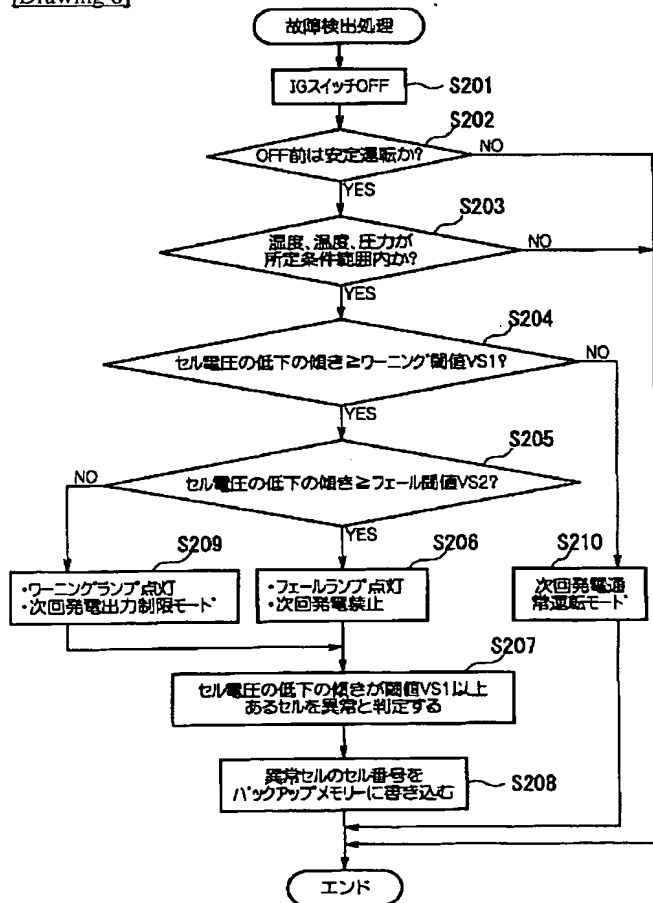 [Drawing 6]
故障検出処理
IGスイッチOFF
S201
S202
OFF前は安定運転か?
NO
YES
S203
湿度、温度、圧力が
所定条件範囲内か?
NO
YES
S204
セル電圧の低下の傾き≧ワーニング閾値VS1?
NO
YES
S205
セル電圧の低下の傾き≧フェール閾値VS2?
NO
YES
S209
・ワーニングランプ点灯
・次回発電出力制限モード
S206
・フェールランプ点灯
・次回発電禁止
S210
次回発電通
常運転モード
S207
セル電圧の低下の傾きが閾値VS1以上
あるセルを異常と判定する
異常セルのセル番号を
バックアップメモリーに書き込む
S208
エンド